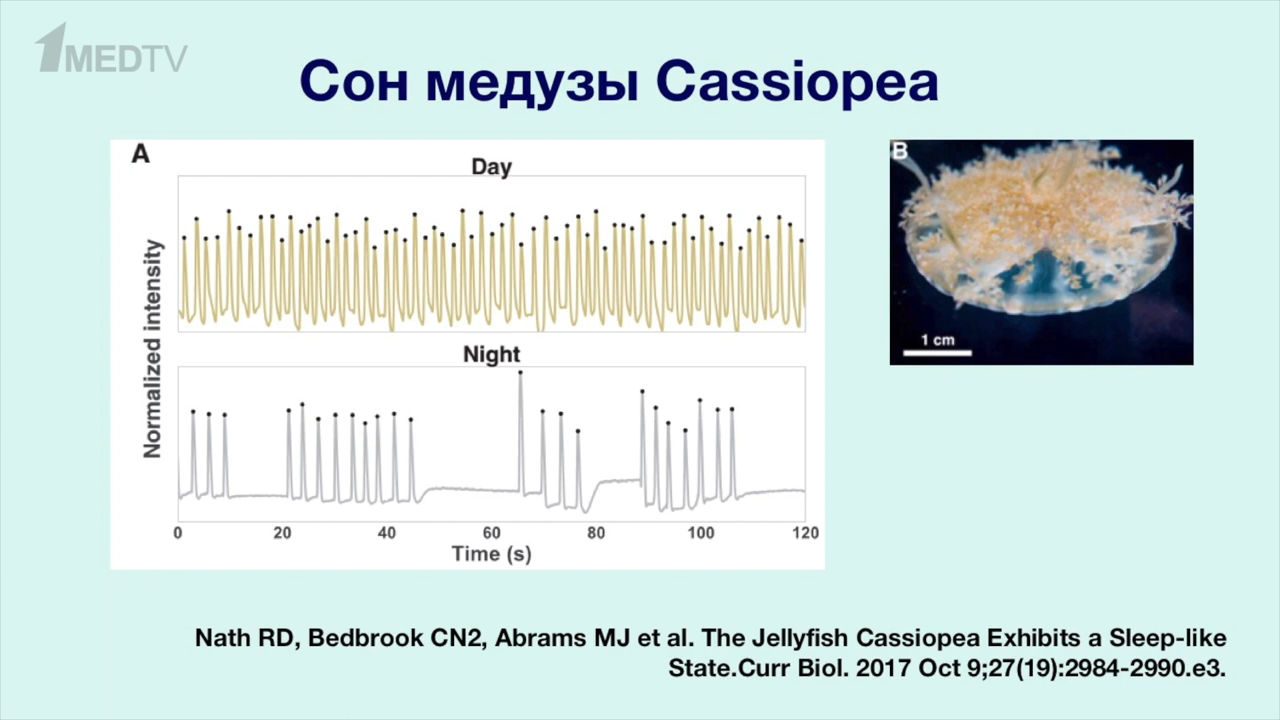 1MEDTV
Сон медузы Cassiopea
A
Day
Normalized intensity
Night
0 20 40 60 80 100 120
Time (s)
B
1 cm
Nath RD, Bedbrook CN2, Abrams MJ et al. The Jellyfish Cassiopea Exhibits a Sleep-like
State.Curr Biol. 2017 Oct 9;27(19):2984-2990.e3.